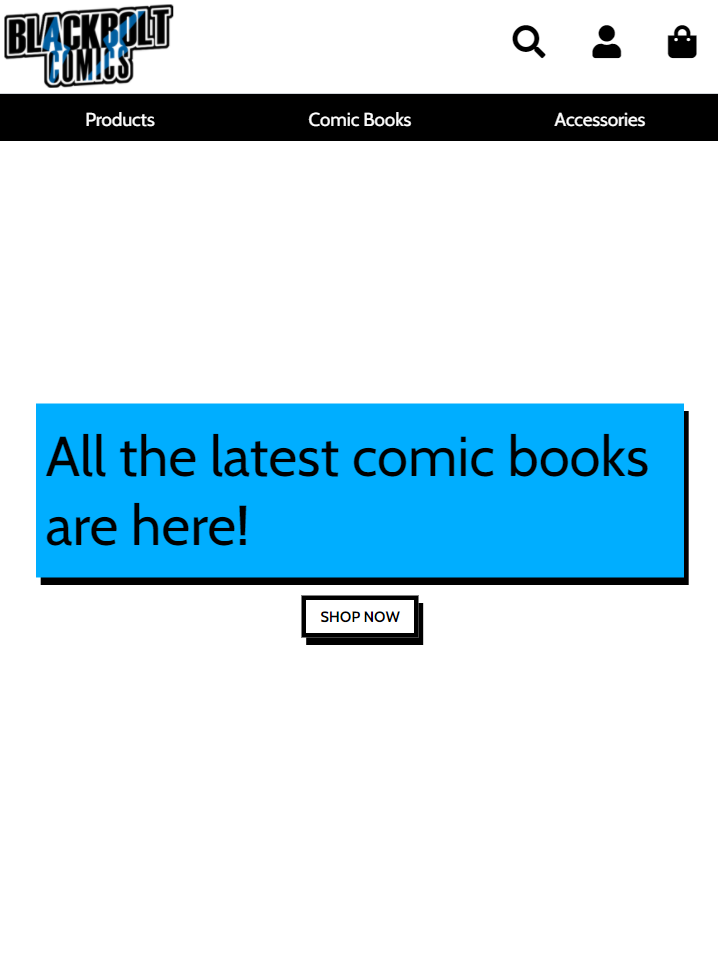 BLACKBOLT
COMICS
Products Comic Books Accessories
All the latest comic books
are here!
SHOP NOW